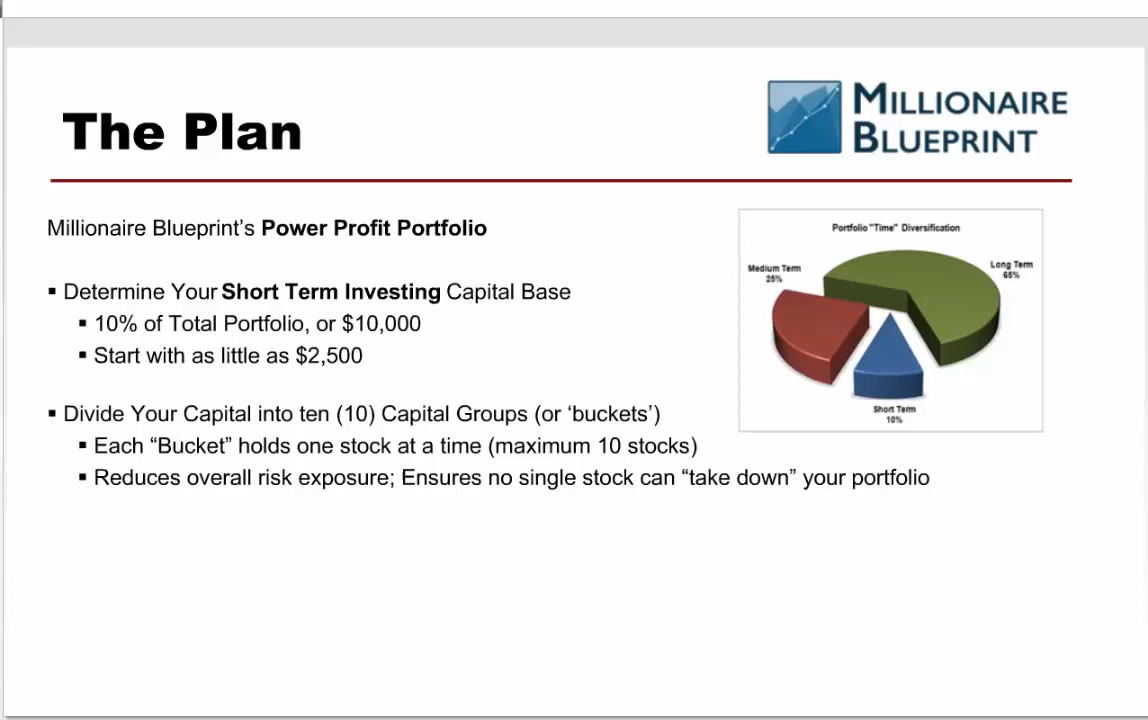 The Plan
MILLIONAIRE
BLUEPRINT
Millionaire Blueprint’s Power Profit Portfolio
▪ Determine Your Short Term Investing Capital Base
▪ 10% of Total Portfolio, or $10,000
▪ Start with as little as $2,500
▪ Divide Your Capital into ten (10) Capital Groups (or ‘buckets’)
▪ Each “Bucket” holds one stock at a time (maximum 10 stocks)
▪ Reduces overall risk exposure; Ensures no single stock can “take down” your portfolio
Portfolio "Time" Diversification
Medium Term
25%
Long Term
65%
Short Term
10%